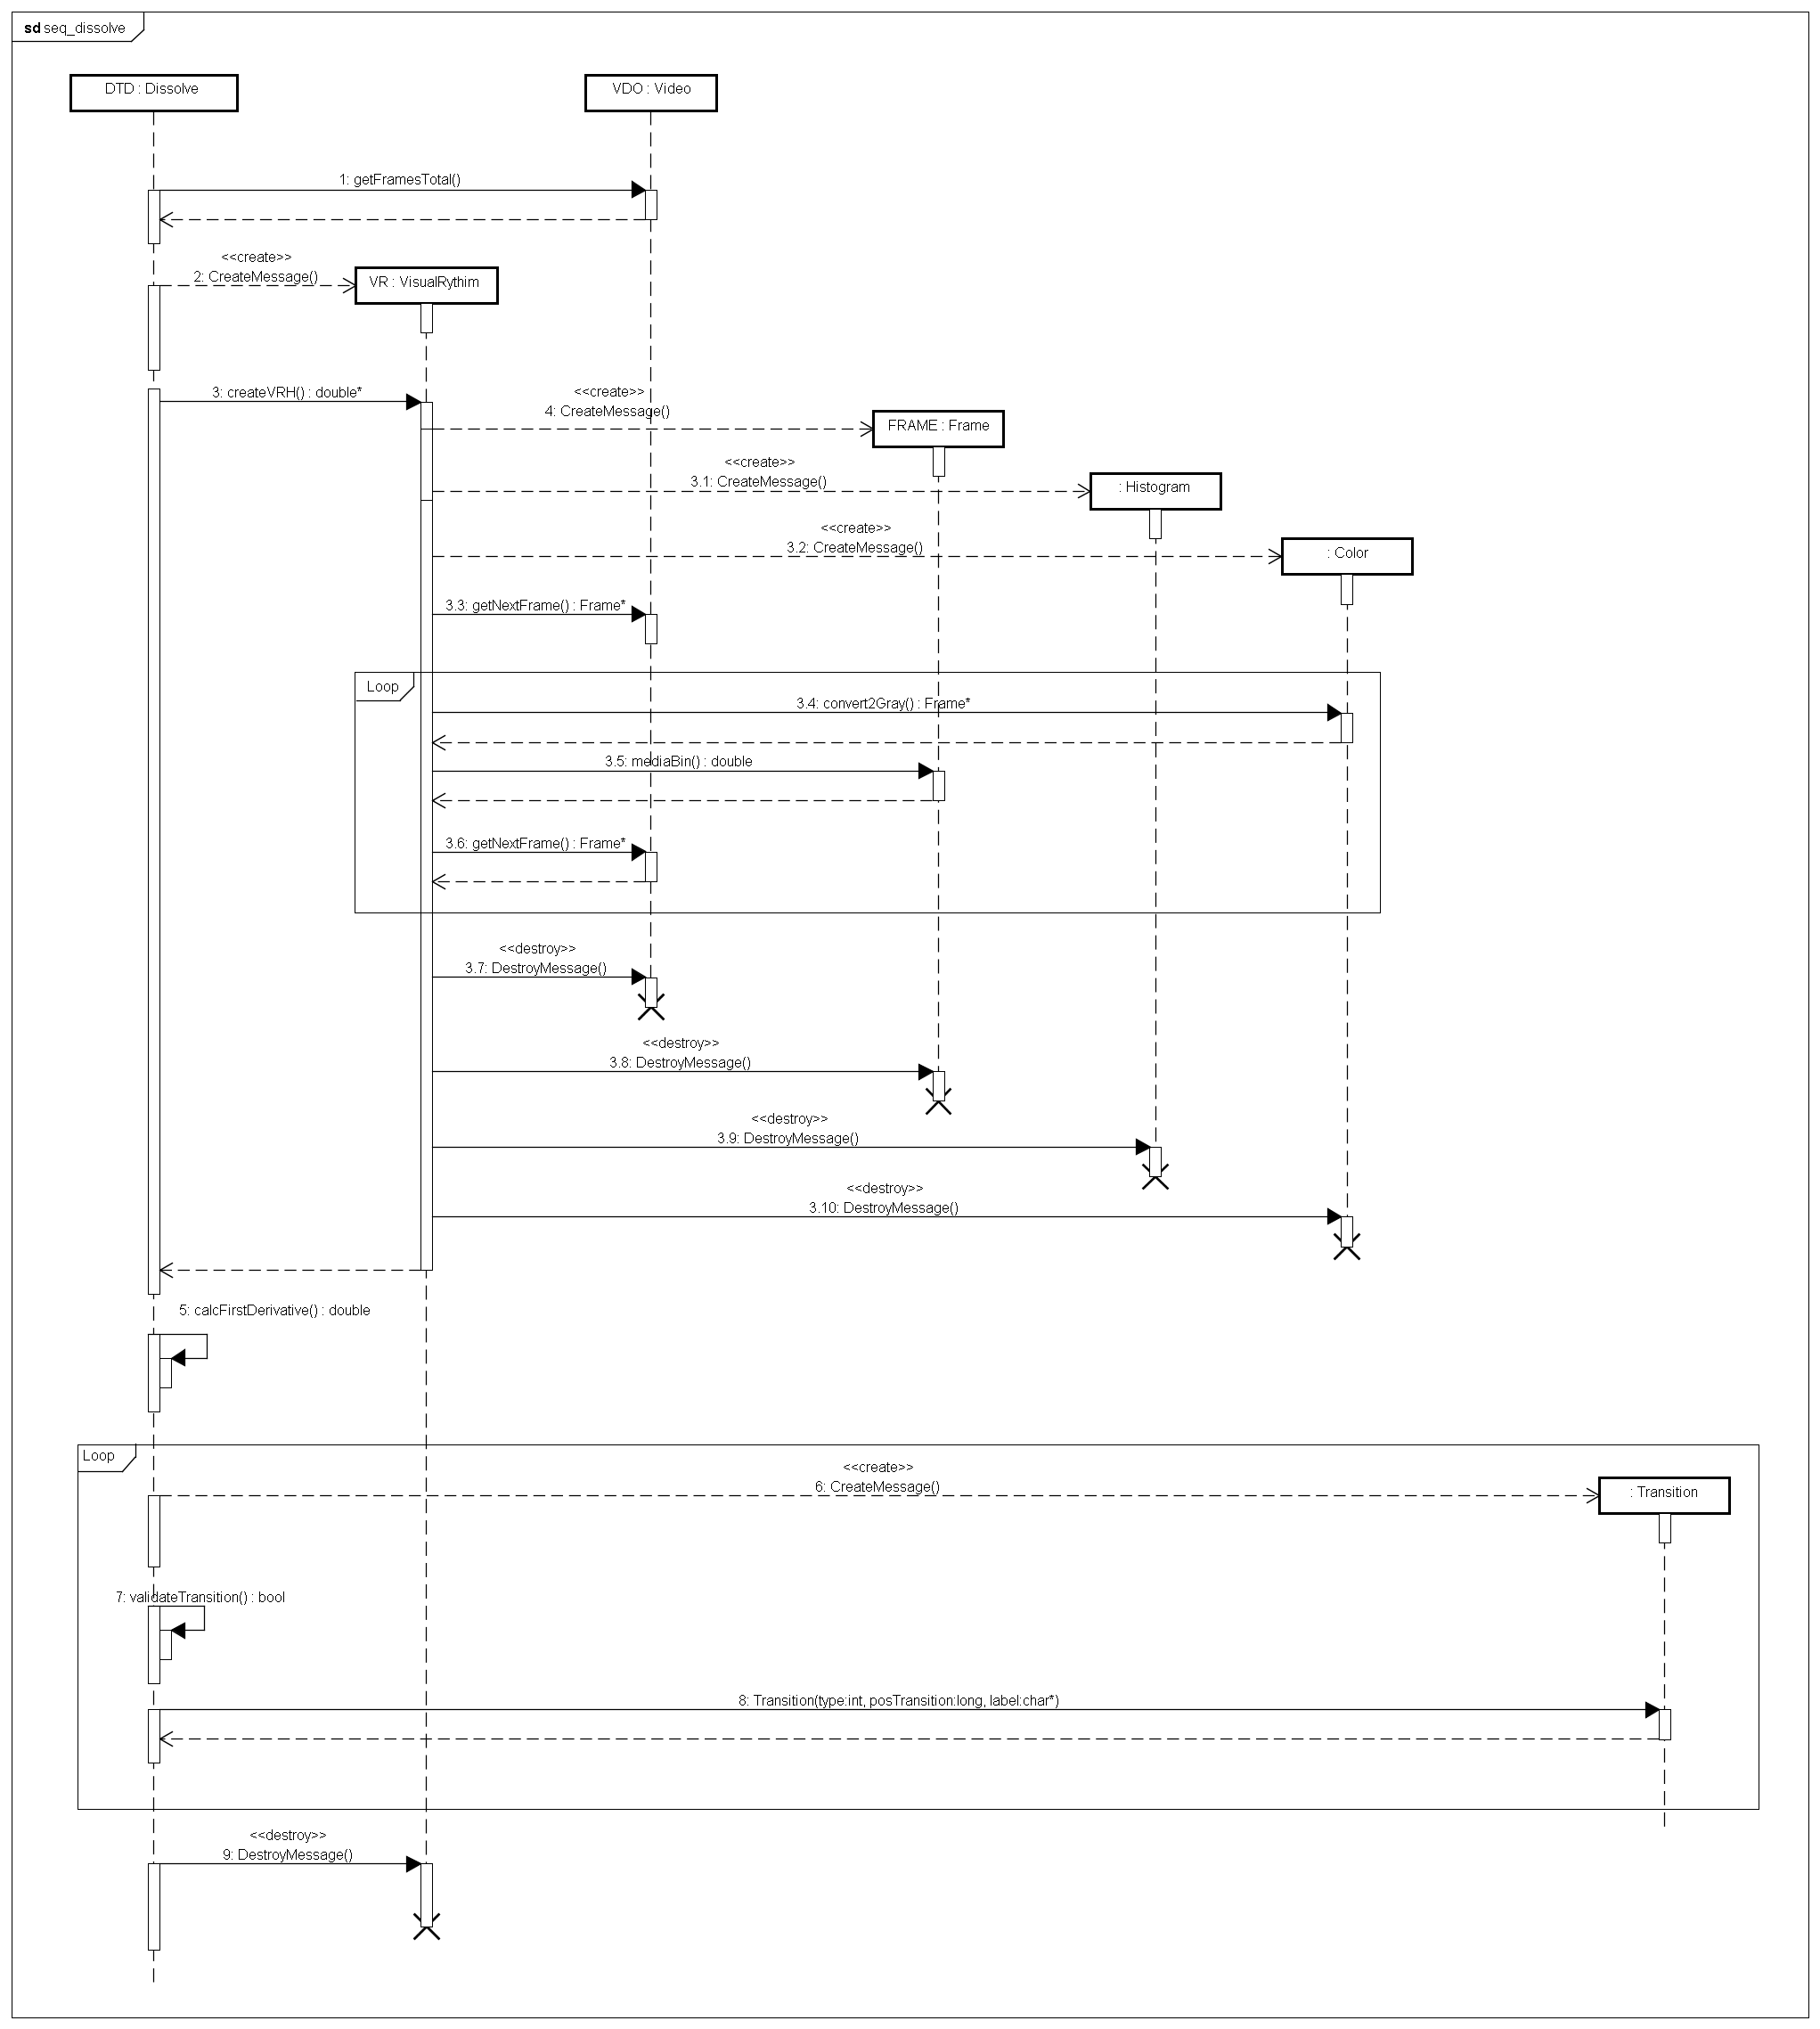 sd seq_dissolve
DTD : Dissolve
VDO : Video
1: getFramesTotal()
<<create>>
2: CreateMessage()
VR : VisualRythim
3: createVRH() : double*
<<create>>
4: CreateMessage()
FRAME : Frame
<<create>>
3.1: CreateMessage()
: Histogram
<<create>>
3.2: CreateMessage()
: Color
3.3: getNextFrame() : Frame*
Loop
3.4: convert2Gray() : Frame*
3.5: mediaBin() : double
3.6: getNextFrame() : Frame*
<<destroy>>
3.7: DestroyMessage()
<<destroy>>
3.8: DestroyMessage()
<<destroy>>
3.9: DestroyMessage()
<<destroy>>
3.10: DestroyMessage()
5: calcFirstDerivative() : double
Loop
<<create>>
6: CreateMessage()
: Transition
7: validateTransition() : bool
8: Transition(type:int, posTransition:long, label:char*)
<<destroy>>
9: DestroyMessage()